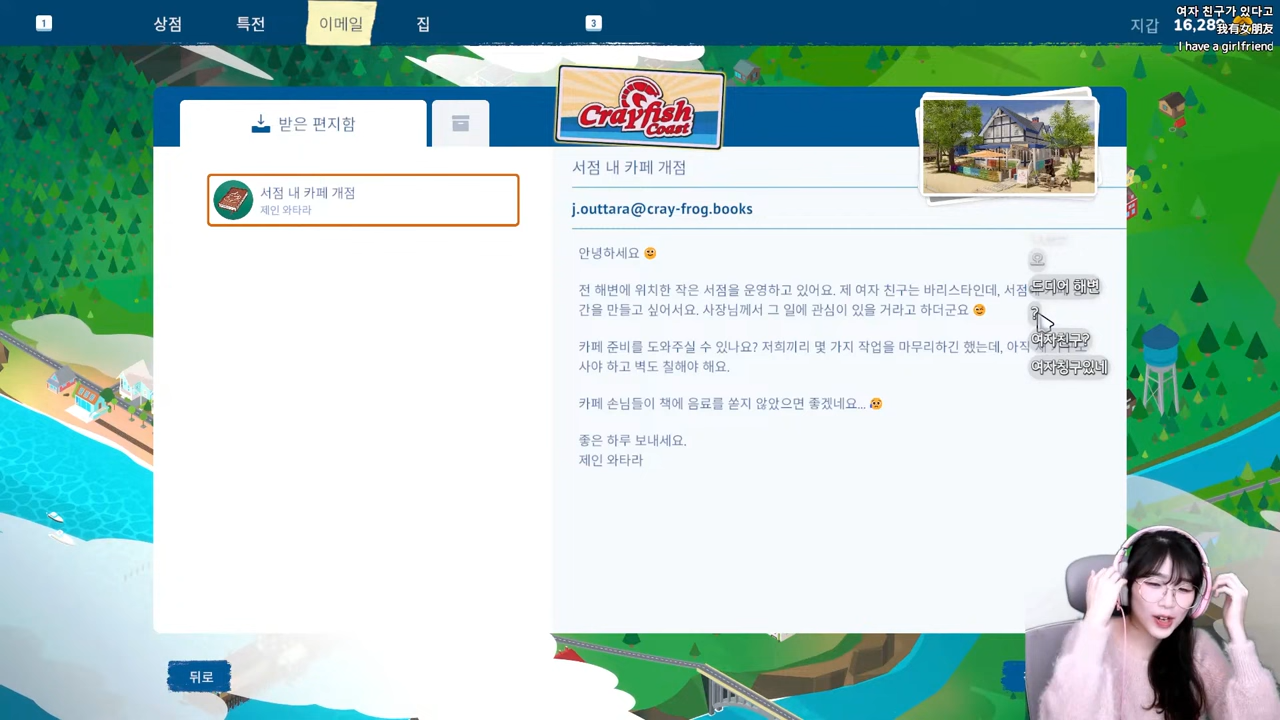 1
상점
특전
이메일
집
3
지갑
16,289
여자 친구가 있다고
我有女朋友
I have a girlfriend
받은 편지함
Crayfish
Coast
서점 내 카페 개점
제인 와타라
서점 내 카페 개점
j.outtara@cray-frog.books
안녕하세요
전 해변에 위치한 작은 서점을 운영하고 있어요. 제 여자 친구는 바리스타인데, 서점
간을 만들고 싶어서요. 사장님께서 그 일에 관심이 있을 거라고 하더군요
카페 준비를 도와주실 수 있나요? 저희끼리 몇 가지 작업을 마무리하긴 했는데, 아직
사야 하고 벽도 칠해야 해요.
카페 손님들이 책에 음료를 쏟지 않았으면 좋겠네요...
좋은 하루 보내세요.
제인 와타라
오
드디어 해변
?
여자친구?
여자칭구있네
뒤로